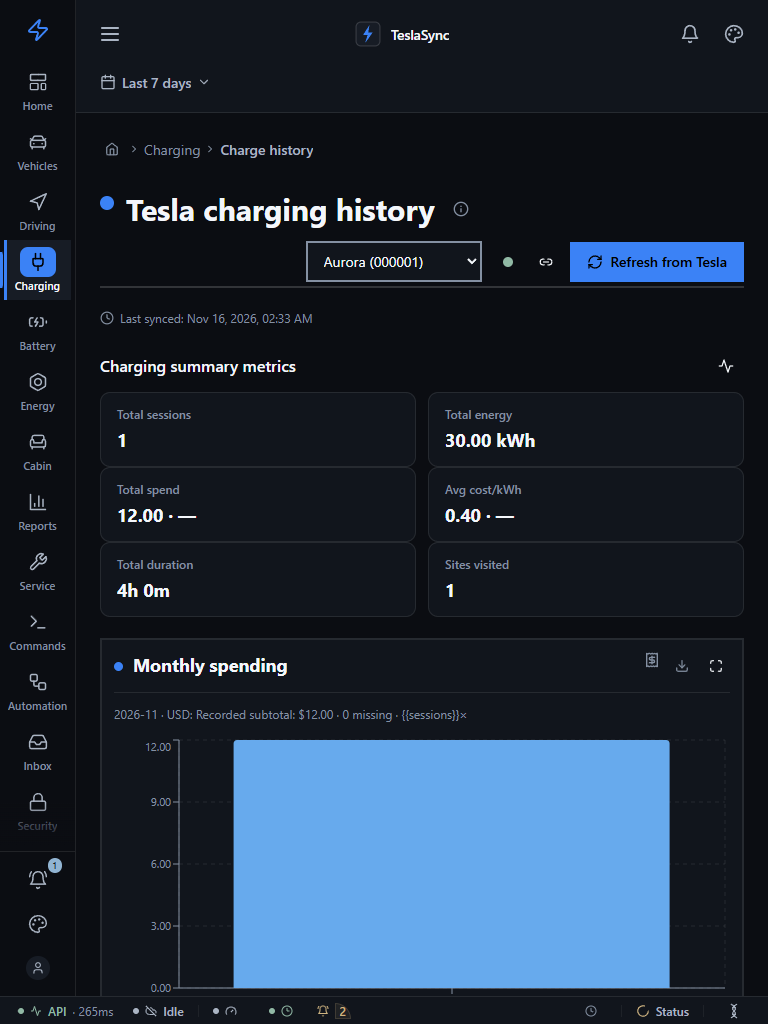 TeslaSync
Last 7 days
Home
Vehicles
Driving
Charging
Battery
Energy
Cabin
Reports
Service
Commands
Automation
Inbox
Security
1
Charging
Charge history
Tesla charging history
Aurora (000001)
Refresh from Tesla
Last synced: Nov 16, 2026, 02:33 AM
Charging summary metrics
Total sessions
1
Total energy
30.00 kWh
Total spend
12.00 · —
Avg cost/kWh
0.40 · —
Total duration
4h 0m
Sites visited
1
Monthly spending
2026-11 · USD: Recorded subtotal: $12.00 · 0 missing · {{sessions}}×
12.00
9.00
6.00
3.00
0.00
API · 265ms
Idle
2
Status